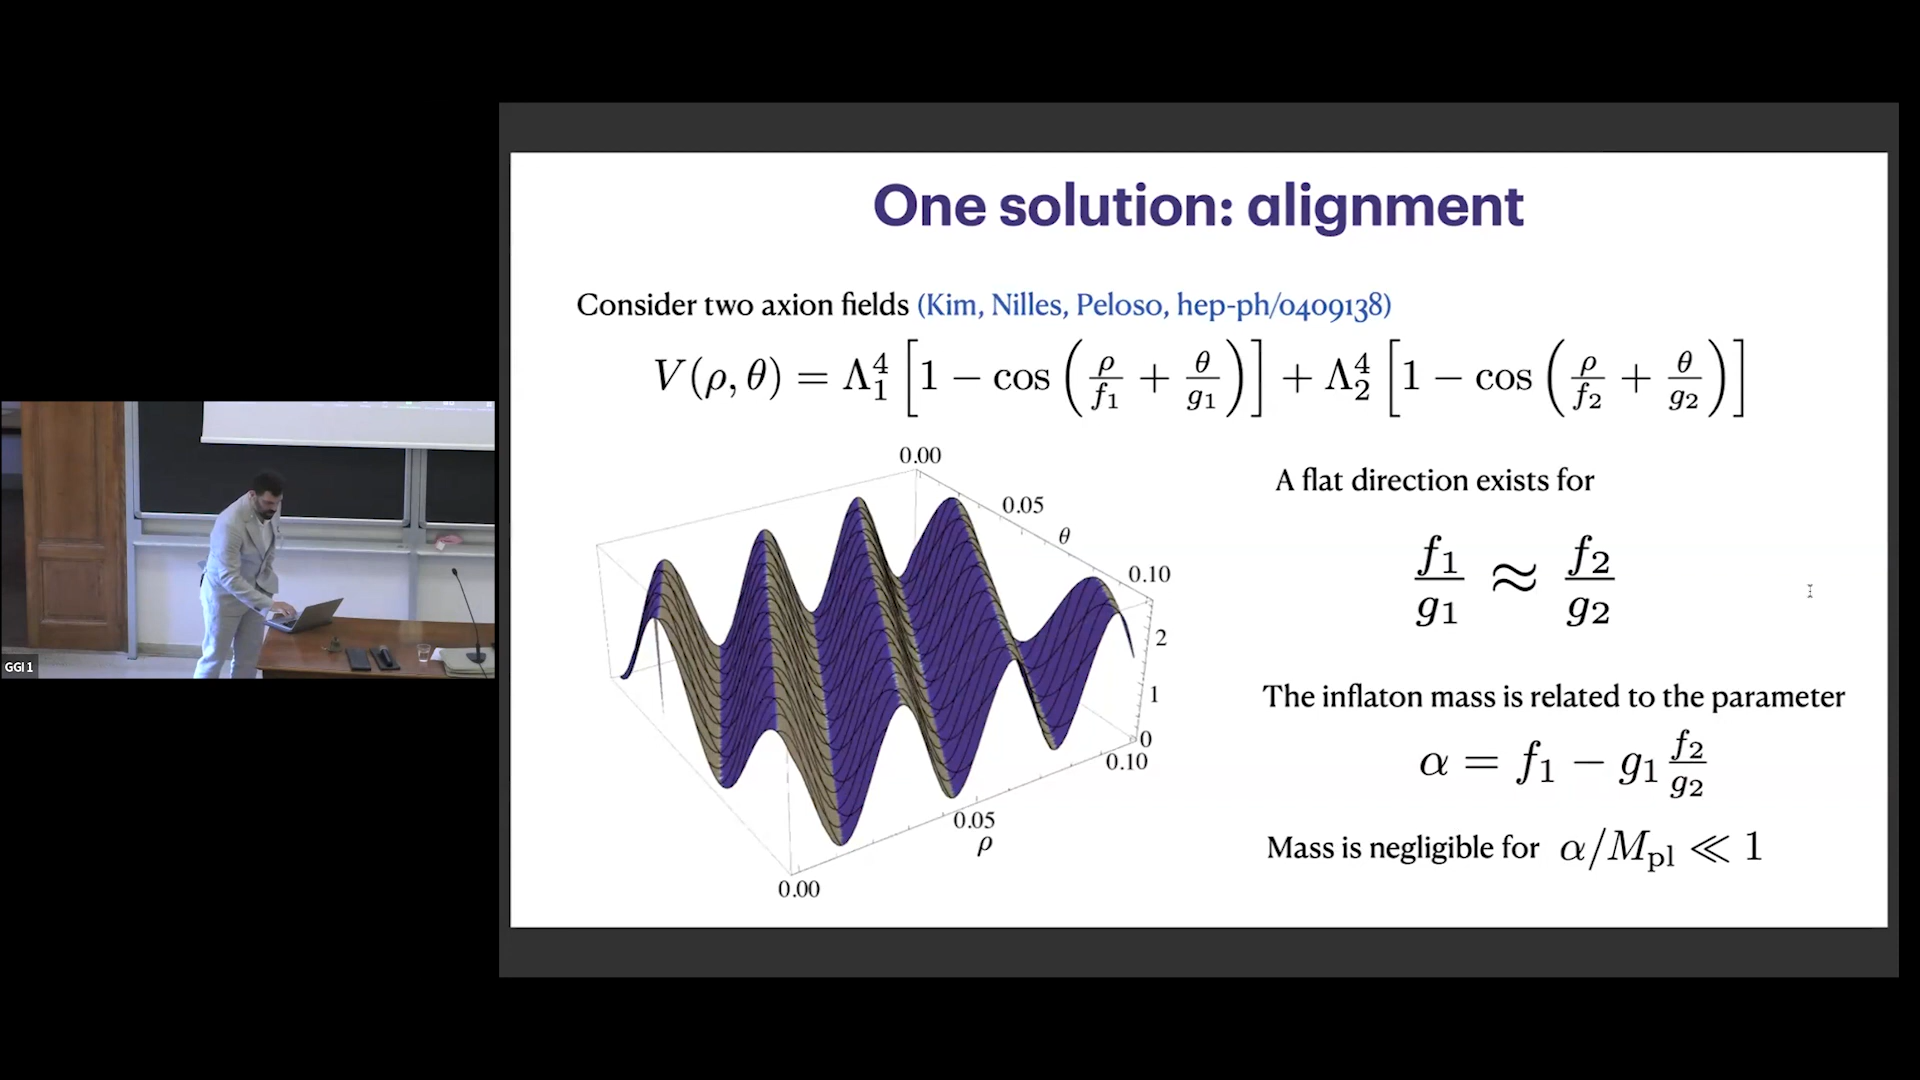 One solution: alignment
Consider two axion fields (Kim, Nilles, Peloso, hep-ph/0409138)
V(ρ, θ) = Λ₁⁴ [1 − cos (ρ/f₁ + θ/g₁)] + Λ₂⁴ [1 − cos (ρ/f₂ + θ/g₂)]
0.00
0.05
θ
0.10
2
1
0
0.10
0.05
ρ
0.00
A flat direction exists for
f₁/g₁ ≈ f₂/g₂
The inflaton mass is related to the parameter
α = f₁ − g₁ f₂/g₂
Mass is negligible for α/M_pl ≪ 1
GGI 1